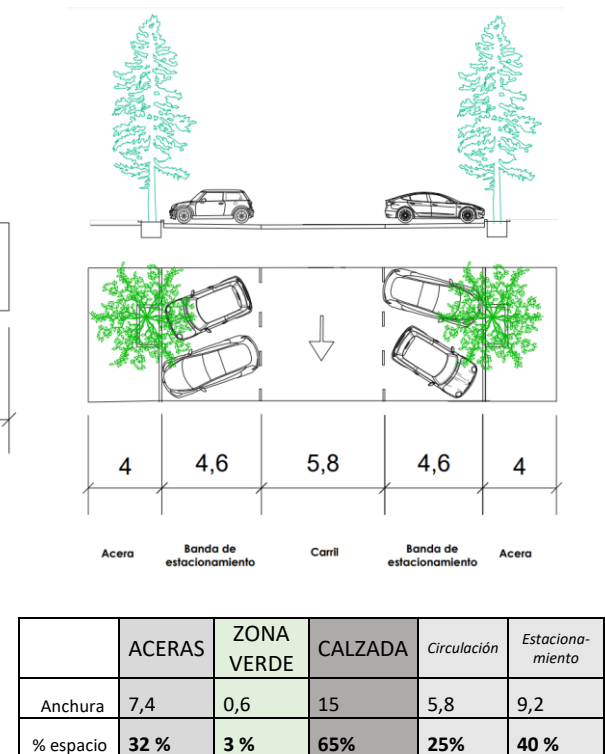 4 4,6 5,8 4,6 4
Acera Banda de estacionamiento Carril Banda de estacionamiento Acera
ACERAS ZONA VERDE CALZADA Circulación Estaciona-miento
Anchura 7,4 0,6 15 5,8 9,2
% espacio 32 % 3 % 65% 25% 40 %